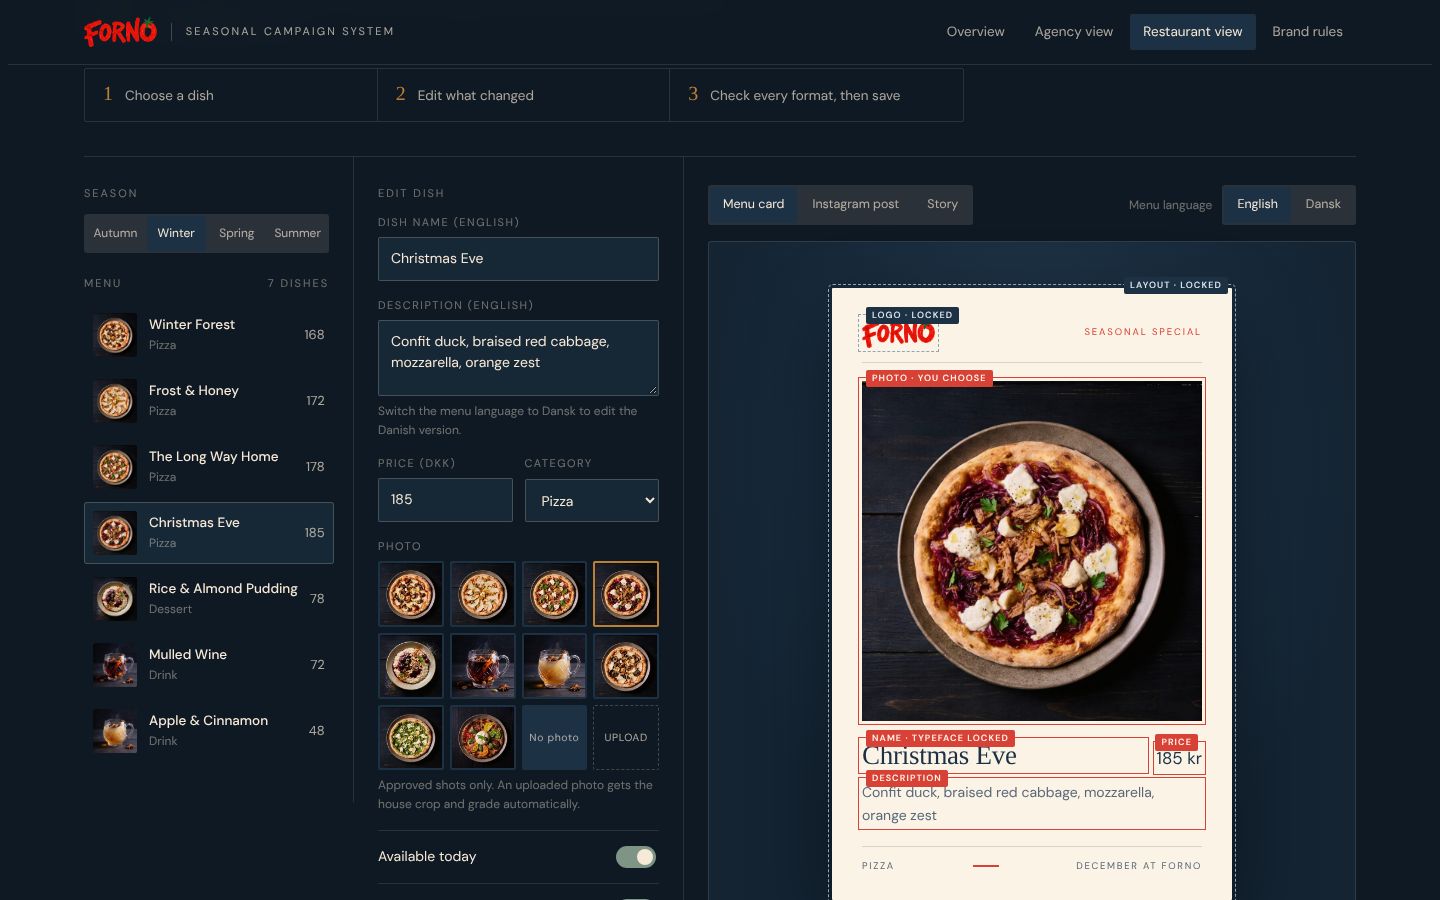 FORNO
SEASONAL CAMPAIGN SYSTEM
Overview
Agency view
Restaurant view
Brand rules
1 Choose a dish
2 Edit what changed
3 Check every format, then save
SEASON
Autumn
Winter
Spring
Summer
MENU
7 DISHES
Winter Forest
Pizza
168
Frost & Honey
Pizza
172
The Long Way Home
Pizza
178
Christmas Eve
Pizza
185
Rice & Almond Pudding
Dessert
78
Mulled Wine
Drink
72
Apple & Cinnamon
Drink
48
EDIT DISH
DISH NAME (ENGLISH)
Christmas Eve
DESCRIPTION (ENGLISH)
Confit duck, braised red cabbage,
mozzarella, orange zest
Switch the menu language to Dansk to edit the
Danish version.
PRICE (DKK)
185
CATEGORY
Pizza
PHOTO
No photo
UPLOAD
Approved shots only. An uploaded photo gets the
house crop and grade automatically.
Available today
Menu card
Instagram post
Story
Menu language
English
Dansk
LAYOUT · LOCKED
LOGO · LOCKED
FORNO
SEASONAL SPECIAL
PHOTO · YOU CHOOSE
NAME · TYPEFACE LOCKED
Christmas Eve
PRICE
185 kr
DESCRIPTION
Confit duck, braised red cabbage, mozzarella,
orange zest
PIZZA
DECEMBER AT FORNO